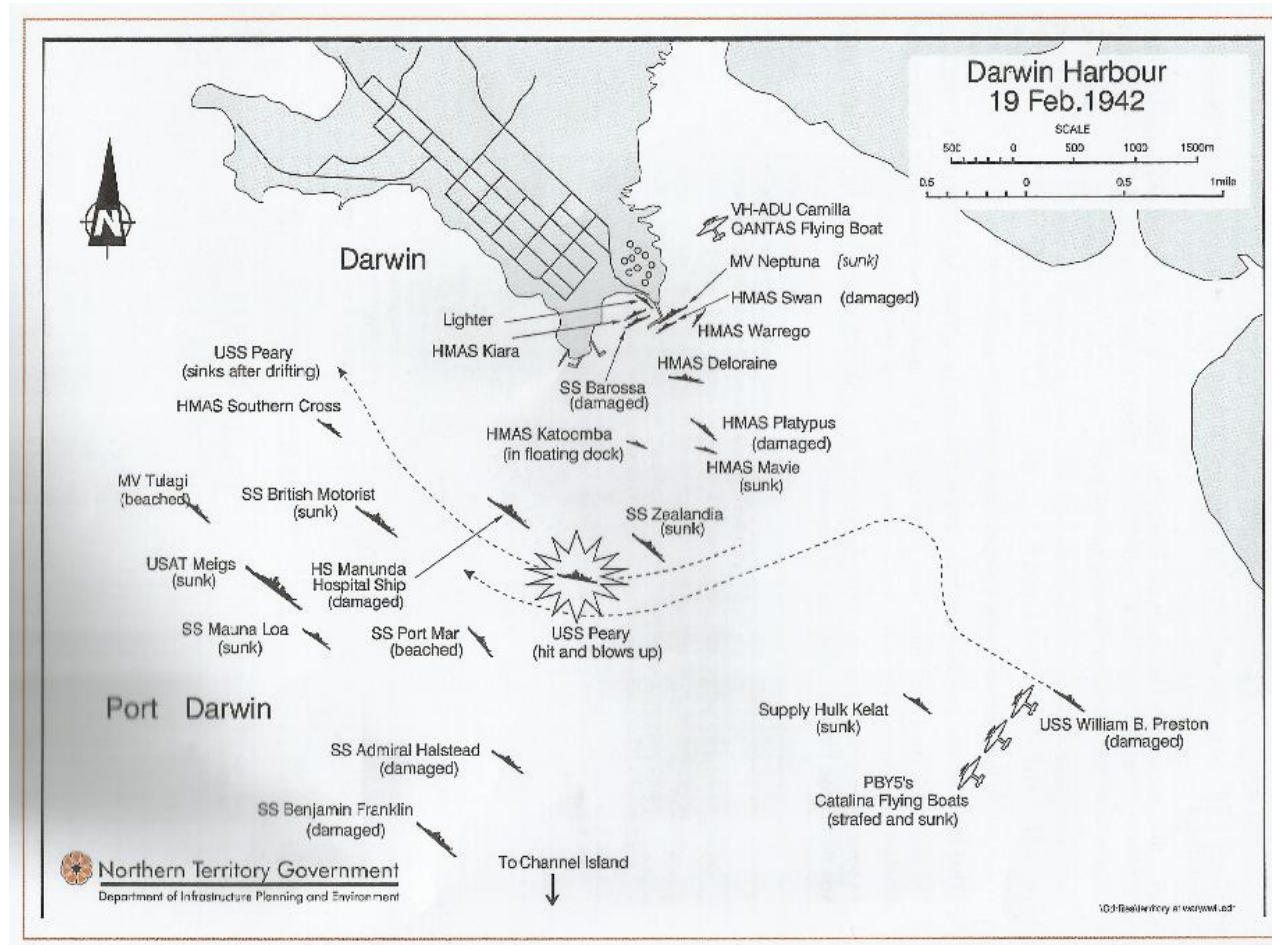 Darwin Harbour
19 Feb.1942
SCALE
500 0 500 1000 1500m
0.5 0 0.5 1mile
N
VH-ADU Camilla
QANTAS Flying Boat
Darwin
MV Neptuna (sunk)
HMAS Swan (damaged)
Lighter
HMAS Warrego
HMAS Kiara
USS Peary
(sinks after drifting)
HMAS Deloraine
SS Barossa
(damaged)
HMAS Southern Cross
HMAS Platypus
(damaged)
HMAS Katoomba
(in floating dock)
HMAS Mavie
(sunk)
MV Tulagi
(beached)
SS British Motorist
(sunk)
SS Zealandia
(sunk)
USAT Meigs
(sunk)
HS Manunda
Hospital Ship
(damaged)
SS Mauna Loa
(sunk)
SS Port Mar
(beached)
USS Peary
(hit and blows up)
Port Darwin
Supply Hulk Kelat
(sunk)
USS William B. Preston
(damaged)
SS Admiral Halstead
(damaged)
PBY5's
Catalina Flying Boats
(strafed and sunk)
SS Benjamin Franklin
(damaged)
To Channel Island
Northern Territory Government
Department of Infrastructure Planning and Environment